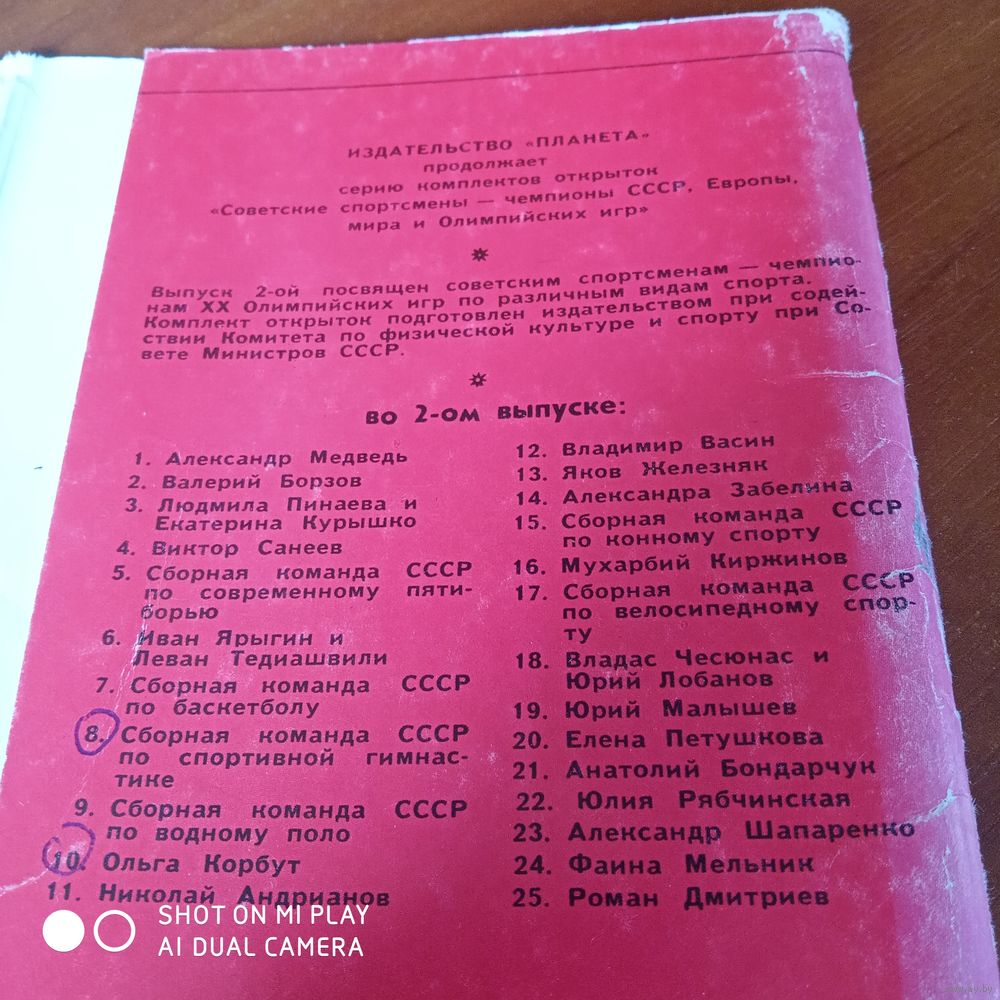 ИЗДАТЕЛЬСТВО «ПЛАНЕТА»
продолжает
серию комплектов открыток
«Советские спортсмены — чемпионы СССР, Европы,
мира и Олимпийских игр»
Выпуск 2-ой посвящен советским спортсменам — чемпио-
нам XX Олимпийских игр по различным видам спорта.
Комплект открыток подготовлен издательством при содей-
ствии Комитета по физической культуре и спорту при Со-
вете Министров СССР.
во 2-ом выпуске:
1. Александр Медведь
2. Валерий Борзов
3. Людмила Пинаева и
Екатерина Курышко
4. Виктор Санеев
5. Сборная команда СССР
по современному пяти-
борью
6. Иван Ярыгин и
Леван Тедиашвили
7. Сборная команда СССР
по баскетболу
8. Сборная команда СССР
по спортивной гимнас-
тике
9. Сборная команда СССР
по водному поло
10. Ольга Корбут
11. Николай Андрианов
12. Владимир Васин
13. Яков Железняк
14. Александра Забелина
15. Сборная команда СССР
по конному спорту
16. Мухарбий Киржинов
17. Сборная команда СССР
по велосипедному спор-
ту
18. Владас Чесюнас и
Юрий Лобанов
19. Юрий Малышев
20. Елена Петушкова
21. Анатолий Бондарчук
22. Юлия Рябчинская
23. Александр Шапаренко
24. Фаина Мельник
25. Роман Дмитриев
SHOT ON MI PLAY
AI DUAL CAMERA